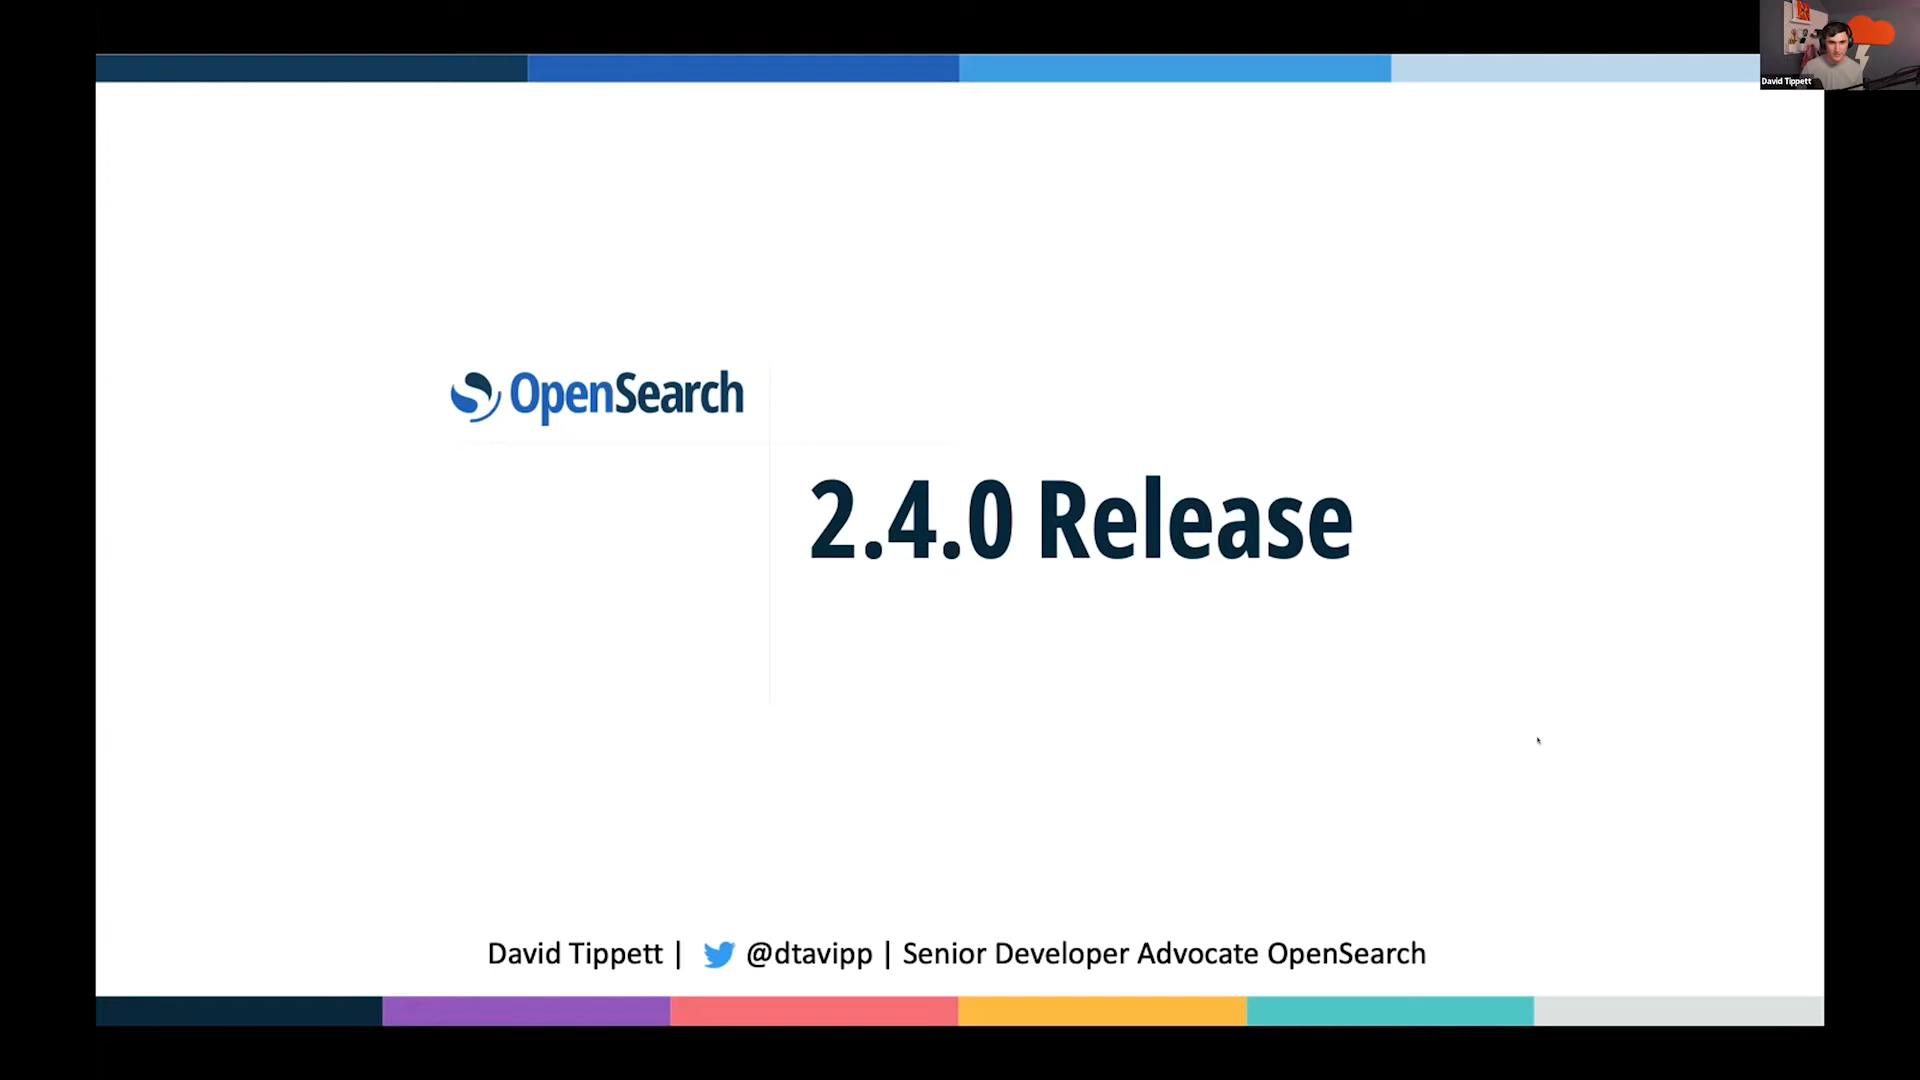 David Tippett
OpenSearch
2.4.0 Release
David Tippett | @dtavipp | Senior Developer Advocate OpenSearch